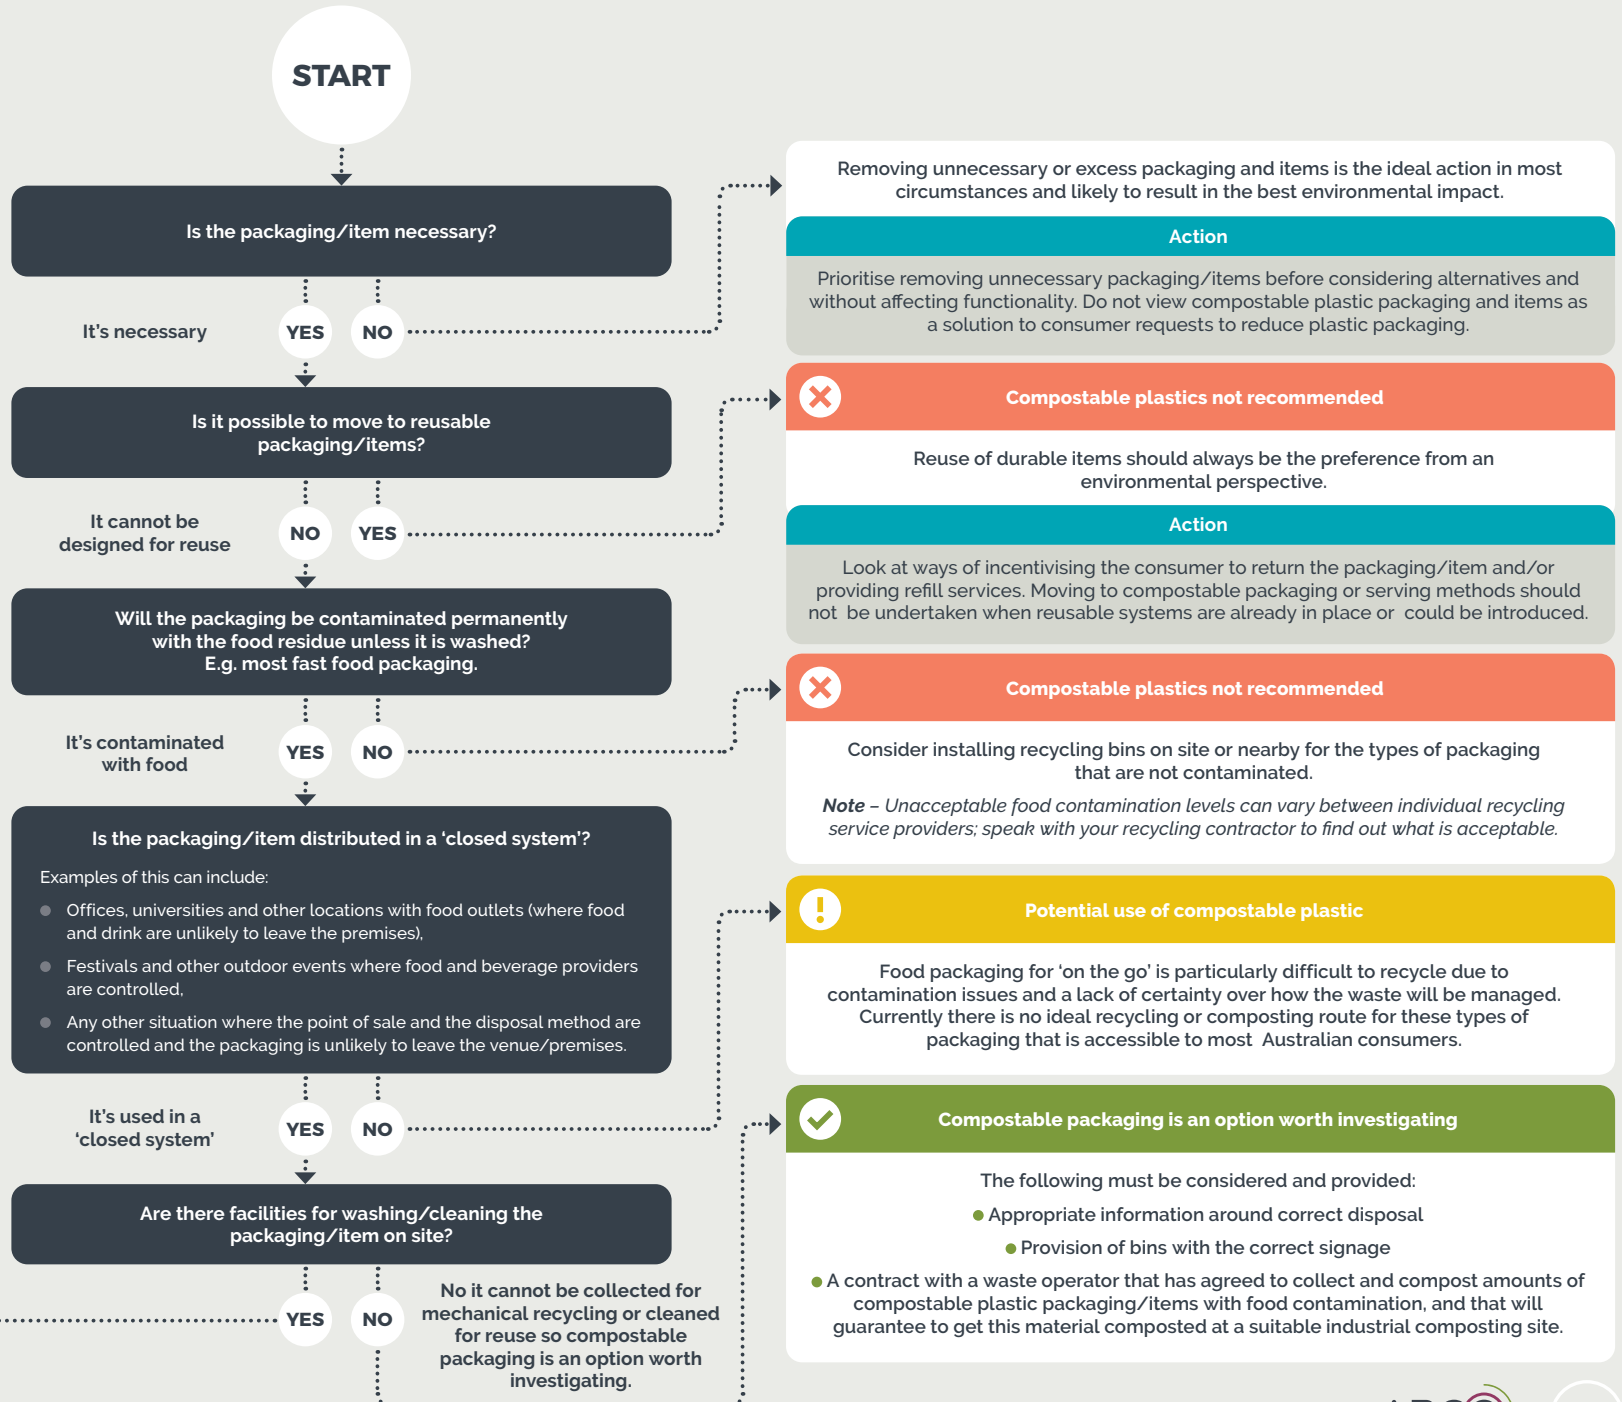 START
Is the packaging/item necessary?
It's necessary
YES
NO
Removing unnecessary or excess packaging and items is the ideal action in most
circumstances and likely to result in the best environmental impact.
Action
Prioritise removing unnecessary packaging/items before considering alternatives and
without affecting functionality. Do not view compostable plastic packaging and items as
a solution to consumer requests to reduce plastic packaging.
Is it possible to move to reusable
packaging/items?
It cannot be
designed for reuse
NO
YES
Compostable plastics not recommended
Reuse of durable items should always be the preference from an
environmental perspective.
Action
Look at ways of incentivising the consumer to return the packaging/item and/or
providing refill services. Moving to compostable packaging or serving methods should
not be undertaken when reusable systems are already in place or could be introduced.
Will the packaging be contaminated permanently
with the food residue unless it is washed?
E.g. most fast food packaging.
It's contaminated
with food
YES
NO
Compostable plastics not recommended
Consider installing recycling bins on site or nearby for the types of packaging
that are not contaminated.
Note – Unacceptable food contamination levels can vary between individual recycling
service providers; speak with your recycling contractor to find out what is acceptable.
Is the packaging/item distributed in a 'closed system'?
Examples of this can include:
Offices, universities and other locations with food outlets (where food
and drink are unlikely to leave the premises),
Festivals and other outdoor events where food and beverage providers
are controlled,
Any other situation where the point of sale and the disposal method are
controlled and the packaging is unlikely to leave the venue/premises.
It's used in a
'closed system'
YES
NO
Potential use of compostable plastic
Food packaging for 'on the go' is particularly difficult to recycle due to
contamination issues and a lack of certainty over how the waste will be managed.
Currently there is no ideal recycling or composting route for these types of
packaging that is accessible to most Australian consumers.
Are there facilities for washing/cleaning the
packaging/item on site?
YES
NO
No it cannot be collected for
mechanical recycling or cleaned
for reuse so compostable
packaging is an option worth
investigating.
Compostable packaging is an option worth investigating
The following must be considered and provided:
Appropriate information around correct disposal
Provision of bins with the correct signage
A contract with a waste operator that has agreed to collect and compost amounts of
compostable plastic packaging/items with food contamination, and that will
guarantee to get this material composted at a suitable industrial composting site.